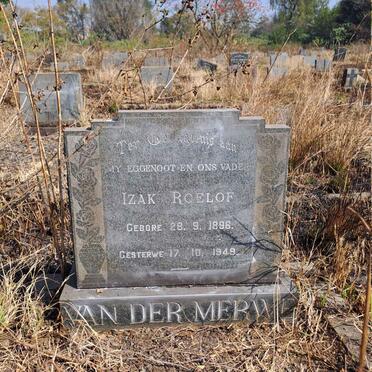 Ter Gedagtenis aan
MY EGGENOOT EN ONS VADER
IZAK ROELOF
GEBORE 28. 9. 1896.
GESTERWE 17. 10. 1949.
VAN DER MERWE